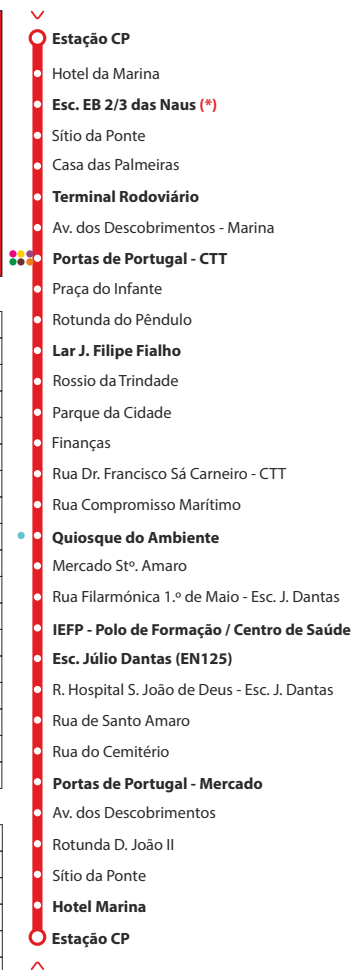 Estação CP
Hotel da Marina
Esc. EB 2/3 das Naus (*)
Sítio da Ponte
Casa das Palmeiras
Terminal Rodoviário
Av. dos Descobrimentos - Marina
Portas de Portugal - CTT
Praça do Infante
Rotunda do Pêndulo
Lar J. Filipe Fialho
Rossio da Trindade
Parque da Cidade
Finanças
Rua Dr. Francisco Sá Carneiro - CTT
Rua Compromisso Marítimo
Quiosque do Ambiente
Mercado Stº. Amaro
Rua Filarmónica 1.º de Maio - Esc. J. Dantas
IEFP - Polo de Formação / Centro de Saúde
Esc. Júlio Dantas (EN125)
R. Hospital S. João de Deus - Esc. J. Dantas
Rua de Santo Amaro
Rua do Cemitério
Portas de Portugal - Mercado
Av. dos Descobrimentos
Rotunda D. João II
Sítio da Ponte
Hotel Marina
Estação CP